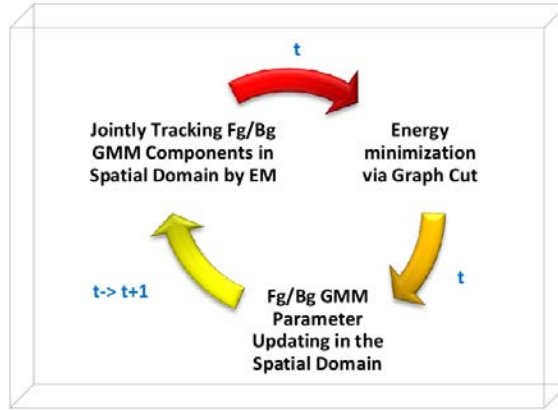 t
Jointly Tracking Fg/Bg
GMM Components in
Spatial Domain by EM
Energy
minimization
via Graph Cut
t
t-> t+1
Fg/Bg GMM
Parameter
Updating in the
Spatial Domain